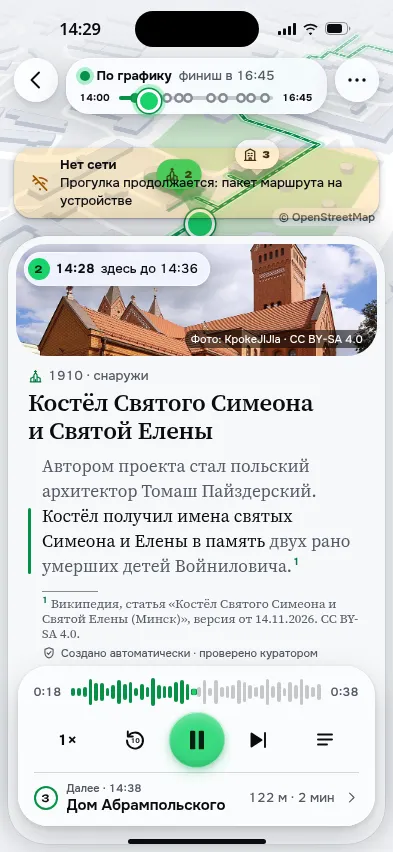 14:29
По графику финиш в 16:45
14:00
16:45
3
Нет сети
2
Прогулка продолжается: пакет маршрута на
устройстве
© OpenStreetMap
2 14:28 здесь до 14:36
Фото: KpokeJlJla · CC BY-SA 4.0
1910 · снаружи
Костёл Святого Симеона
и Святой Елены
Автором проекта стал польский
архитектор Томаш Пайздерский.
Костёл получил имена святых
Симеона и Елены в память двух рано
умерших детей Войниловича.¹
¹ Википедия, статья «Костёл Святого Симеона и
Святой Елены (Минск)», версия от 14.11.2026. CC BY-
SA 4.0.
Создано автоматически · проверено куратором
0:18
0:38
1×
10
Далее · 14:38
3 Дом Абрампольского
122 м · 2 мин